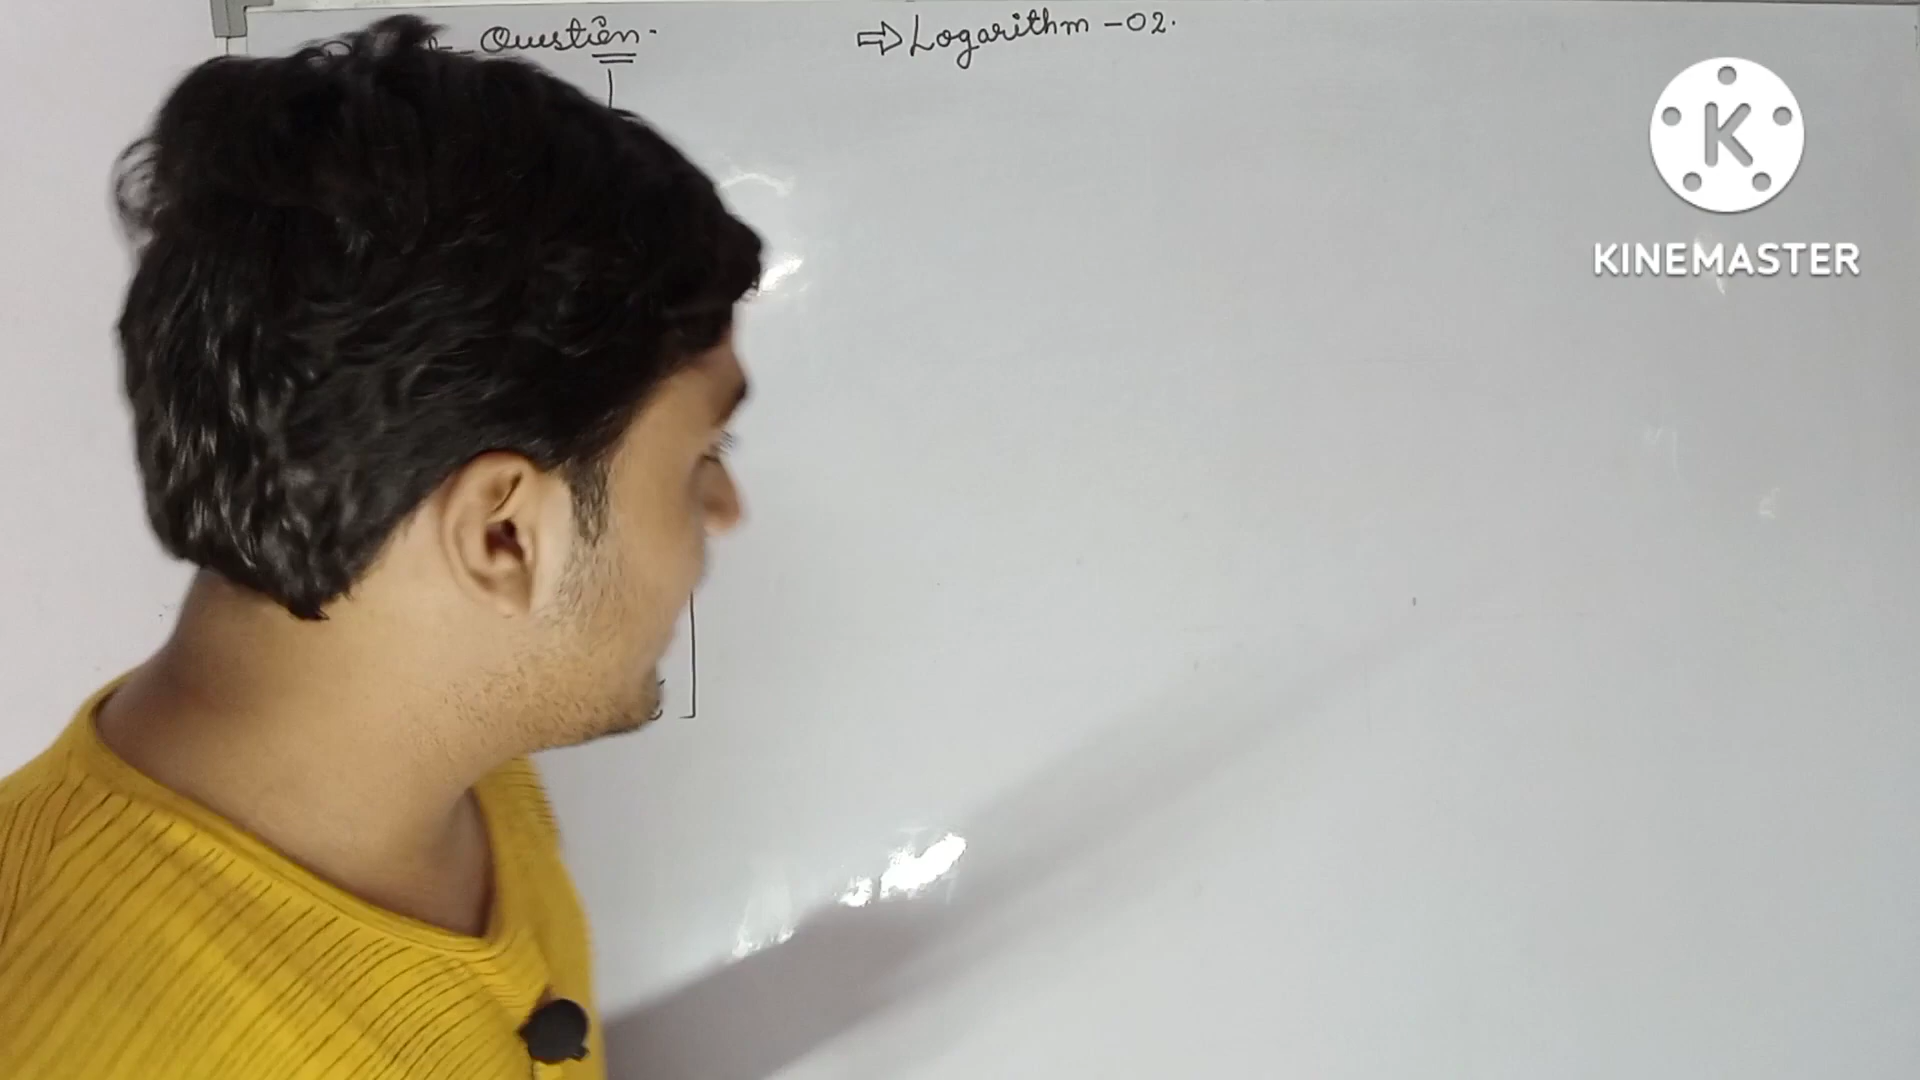 Question.
⇒ Logarithm - 02.
K
KINEMASTER